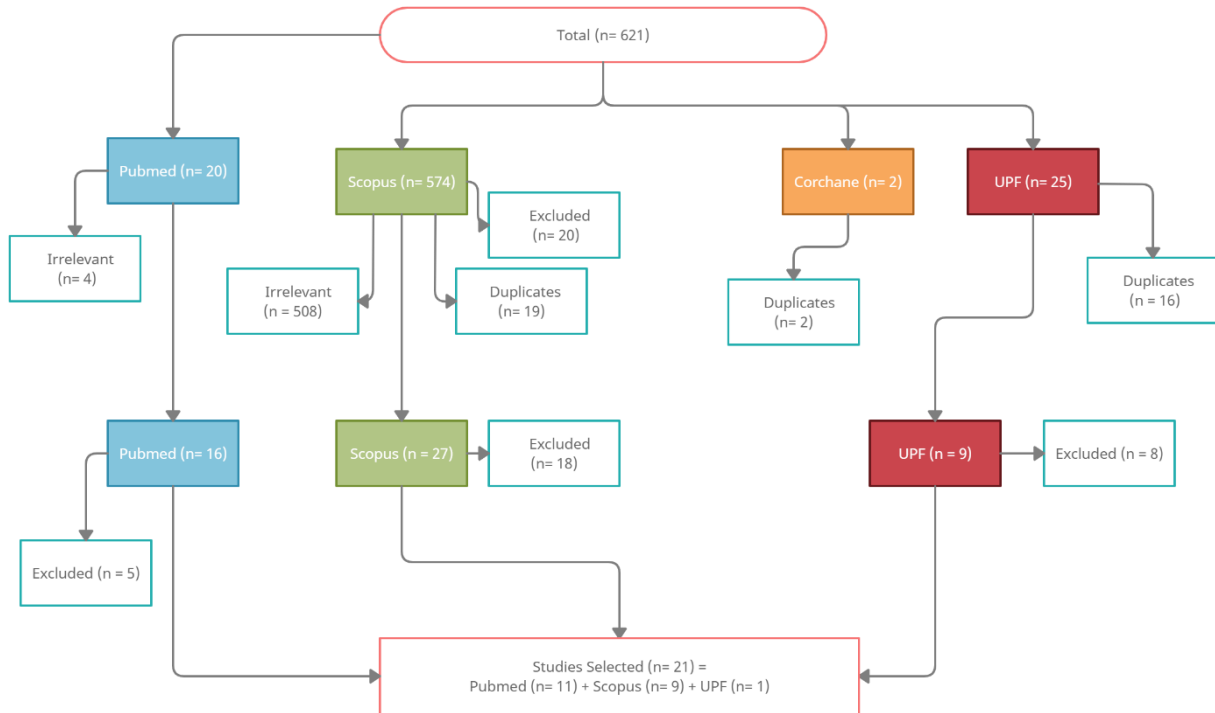 Total (n= 621)
Pubmed (n= 20)
Scopus (n= 574)
Corchane (n= 2)
UPF (n= 25)
Excluded
(n= 20)
Irrelevant
(n= 4)
Irrelevant
(n = 508)
Duplicates
(n= 19)
Duplicates
(n= 2)
Duplicates
(n = 16)
Pubmed (n= 16)
Scopus (n = 27)
Excluded
(n= 18)
UPF (n = 9)
Excluded (n = 8)
Excluded (n = 5)
Studies Selected (n= 21) =
Pubmed (n= 11) + Scopus (n= 9) + UPF (n= 1)